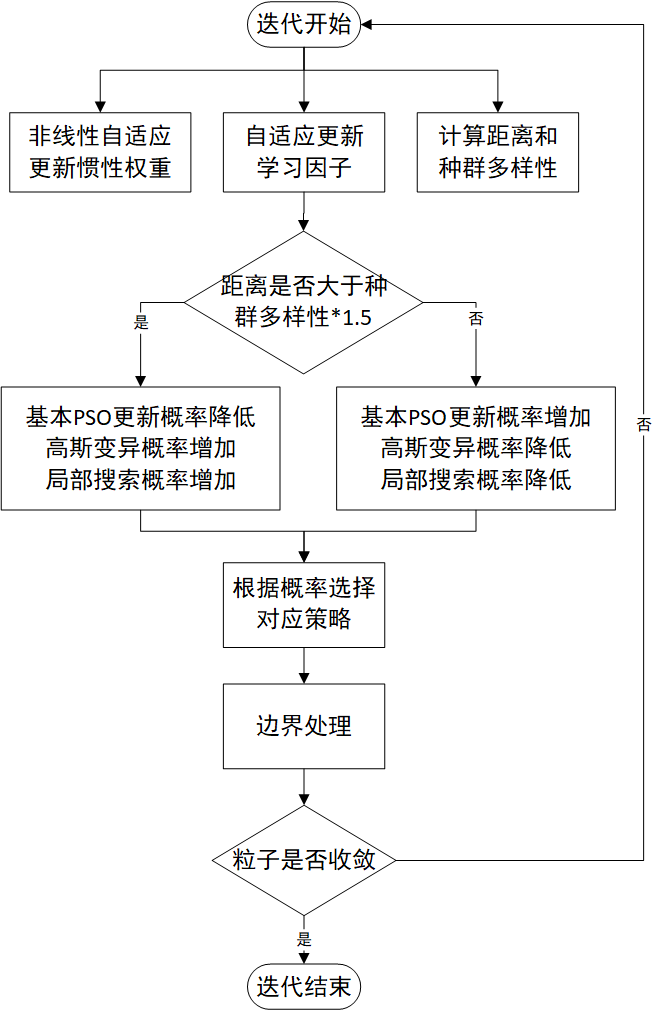 迭代开始
非线性自适应
更新惯性权重
自适应更新
学习因子
计算距离和
种群多样性
距离是否大于种
群多样性*1.5
是
否
基本PSO更新概率降低
高斯变异概率增加
局部搜索概率增加
基本PSO更新概率增加
高斯变异概率降低
局部搜索概率降低
否
根据概率选择
对应策略
边界处理
粒子是否收敛
是
迭代结束